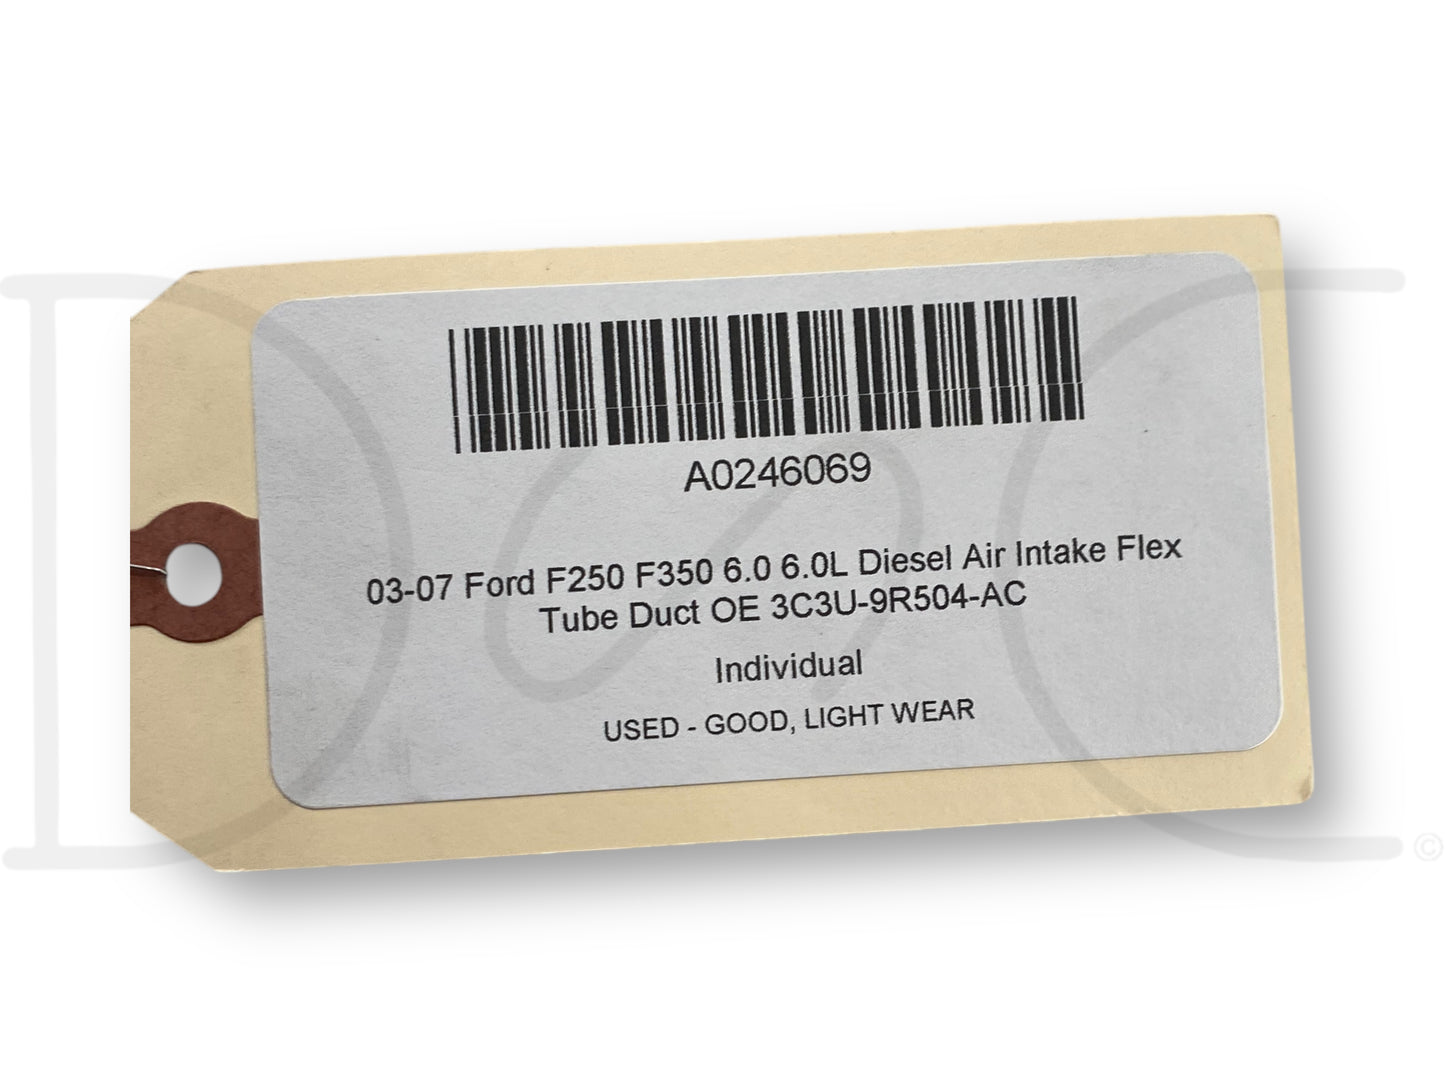 A0246069
03-07 Ford F250 F350 6.0 6.0L Diesel Air Intake Flex
Tube Duct OE 3C3U-9R504-AC
Individual
USED - GOOD, LIGHT WEAR
D C ©